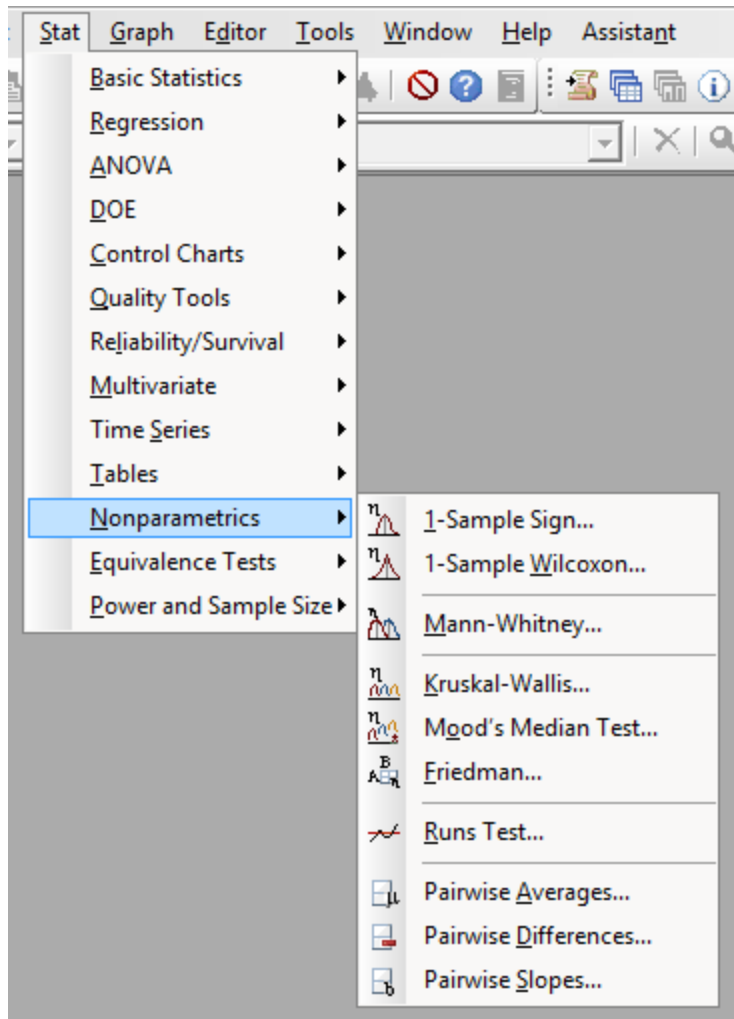 Stat Graph Editor Tools Window Help Assistant
Basic Statistics
Regression
ANOVA
DOE
Control Charts
Quality Tools
Reliability/Survival
Multivariate
Time Series
Tables
Nonparametrics
Equivalence Tests
Power and Sample Size
1-Sample Sign...
1-Sample Wilcoxon...
Mann-Whitney...
Kruskal-Wallis...
Mood's Median Test...
Friedman...
Runs Test...
Pairwise Averages...
Pairwise Differences...
Pairwise Slopes...